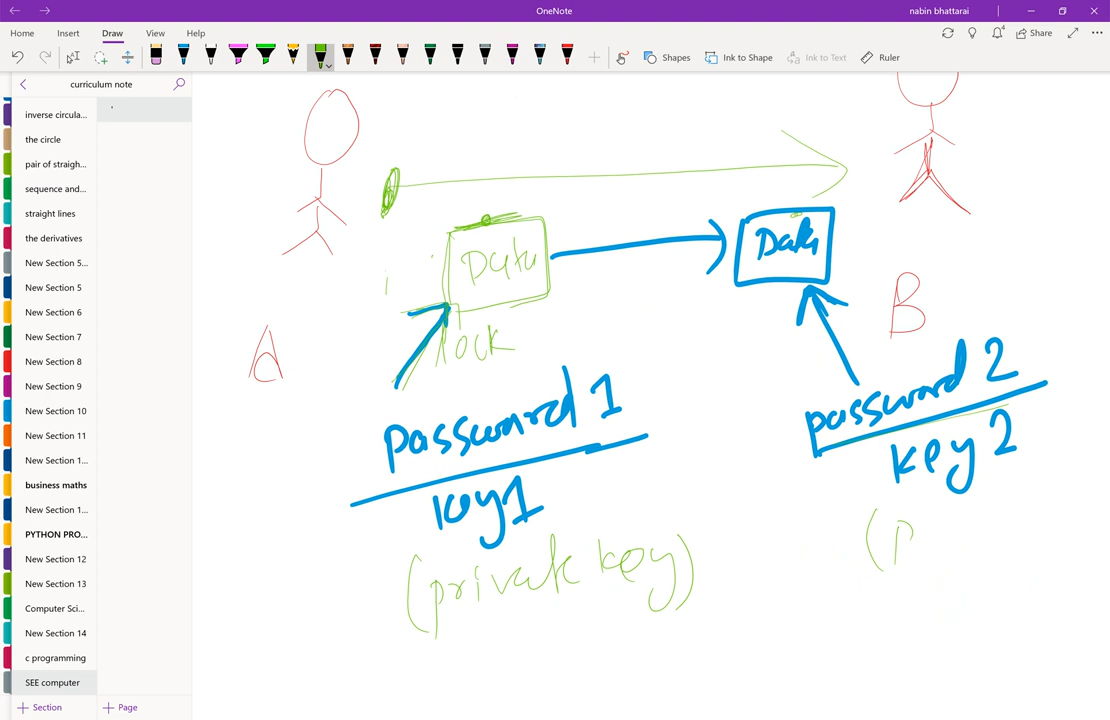 OneNote
nabin bhattarai
Home Insert Draw View Help
4
Share
Shapes
Ink to Shape
Ink to Text
Ruler
curriculum note
inverse circula...
the circle
pair of straigh...
sequence and...
straight lines
the derivatives
New Section 5...
New Section 5
New Section 6
New Section 7
New Section 8
New Section 9
New Section 10
New Section 11
New Section 1...
business maths
New Section 1...
PYTHON PRO...
New Section 12
New Section 13
Computer Sci...
New Section 14
c programming
SEE computer
+ Section
+ Page
Data
Data
lock
A
B
password 1
key1
(private key)
password 2
key 2
(p